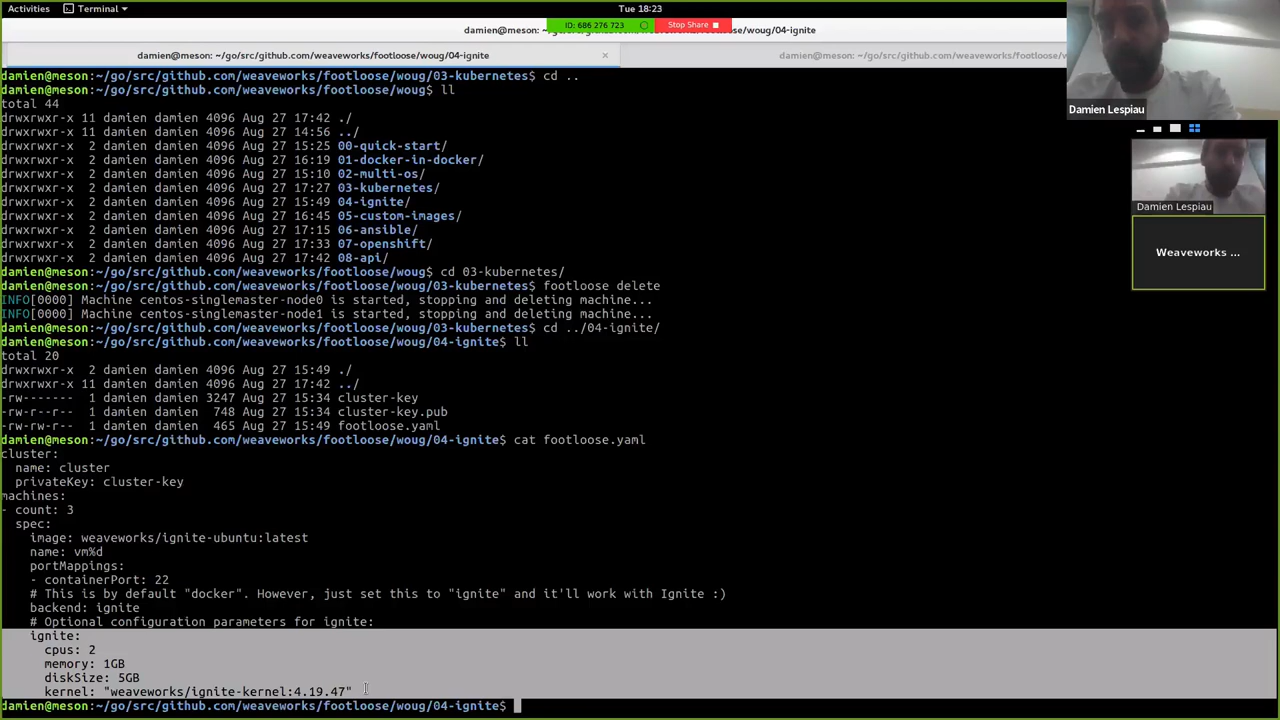 Activities Terminal Tue 18:23
ID: 686 276 723 Stop Share
damien@meson: ~/go/src/github.com/weaveworks/footloose/woug/04-ignite
damien@meson: ~/go/src/github.com/weaveworks/footloose/woug/04-ignite
damien@meson:~/go/src/github.com/weaveworks/footloose/woug/03-kubernetes$ cd ..
damien@meson:~/go/src/github.com/weaveworks/footloose/woug$ ll
total 44
drwxrwxr-x 11 damien damien 4096 Aug 27 17:42 ./
drwxrwxr-x 11 damien damien 4096 Aug 27 14:56 ../
drwxrwxr-x  2 damien damien 4096 Aug 27 15:25 00-quick-start/
drwxrwxr-x  2 damien damien 4096 Aug 27 16:19 01-docker-in-docker/
drwxrwxr-x  2 damien damien 4096 Aug 27 15:10 02-multi-os/
drwxrwxr-x  2 damien damien 4096 Aug 27 17:27 03-kubernetes/
drwxrwxr-x  2 damien damien 4096 Aug 27 15:49 04-ignite/
drwxrwxr-x  2 damien damien 4096 Aug 27 16:45 05-custom-images/
drwxrwxr-x  2 damien damien 4096 Aug 27 17:15 06-ansible/
drwxrwxr-x  2 damien damien 4096 Aug 27 17:33 07-openshift/
drwxrwxr-x  2 damien damien 4096 Aug 27 17:42 08-api/
damien@meson:~/go/src/github.com/weaveworks/footloose/woug$ cd 03-kubernetes/
damien@meson:~/go/src/github.com/weaveworks/footloose/woug/03-kubernetes$ footloose delete
INFO[0000] Machine centos-singlemaster-node0 is started, stopping and deleting machine...
INFO[0000] Machine centos-singlemaster-node1 is started, stopping and deleting machine...
damien@meson:~/go/src/github.com/weaveworks/footloose/woug/03-kubernetes$ cd ../04-ignite/
damien@meson:~/go/src/github.com/weaveworks/footloose/woug/04-ignite$ ll
total 20
drwxrwxr-x  2 damien damien 4096 Aug 27 15:49 ./
drwxrwxr-x 11 damien damien 4096 Aug 27 17:42 ../
-rw-------  1 damien damien 3247 Aug 27 15:34 cluster-key
-rw-r--r--  1 damien damien  748 Aug 27 15:34 cluster-key.pub
-rw-rw-r--  1 damien damien  465 Aug 27 15:49 footloose.yaml
damien@meson:~/go/src/github.com/weaveworks/footloose/woug/04-ignite$ cat footloose.yaml
cluster:
  name: cluster
  privateKey: cluster-key
machines:
- count: 3
  spec:
    image: weaveworks/ignite-ubuntu:latest
    name: vm%d
    portMappings:
    - containerPort: 22
    # This is by default "docker". However, just set this to "ignite" and it'll work with Ignite :)
    backend: ignite
    # Optional configuration parameters for ignite:
    ignite:
      cpus: 2
      memory: 1GB
      diskSize: 5GB
      kernel: "weaveworks/ignite-kernel:4.19.47"
damien@meson:~/go/src/github.com/weaveworks/footloose/woug/04-ignite$
damien@meson: ~/go/src/github.com/weaveworks/footloose/w
Damien Lespiau
Damien Lespiau
Weaveworks ...